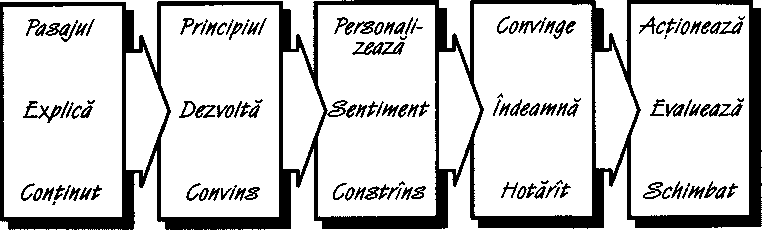 Pasajul
Explică
Conținut
Principiul
Dezvoltă
Convins
Personali-
zează
Sentiment
Constrîns
Convinge
Îndeamnă
Hotărît
Acționează
Evaluează
Schimbat